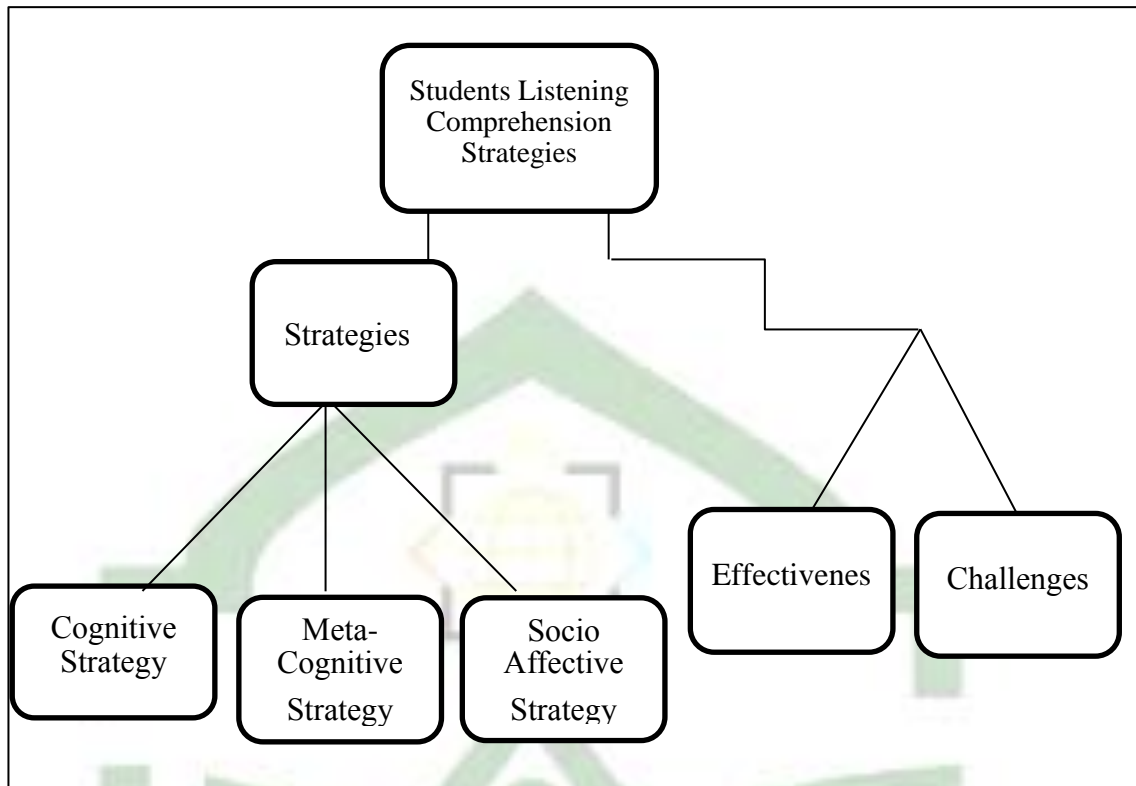 Students Listening
Comprehension
Strategies
Strategies
Effectivenes
Challenges
Cognitive
Strategy
Meta-
Cognitive
Strategy
Socio
Affective
Strategy